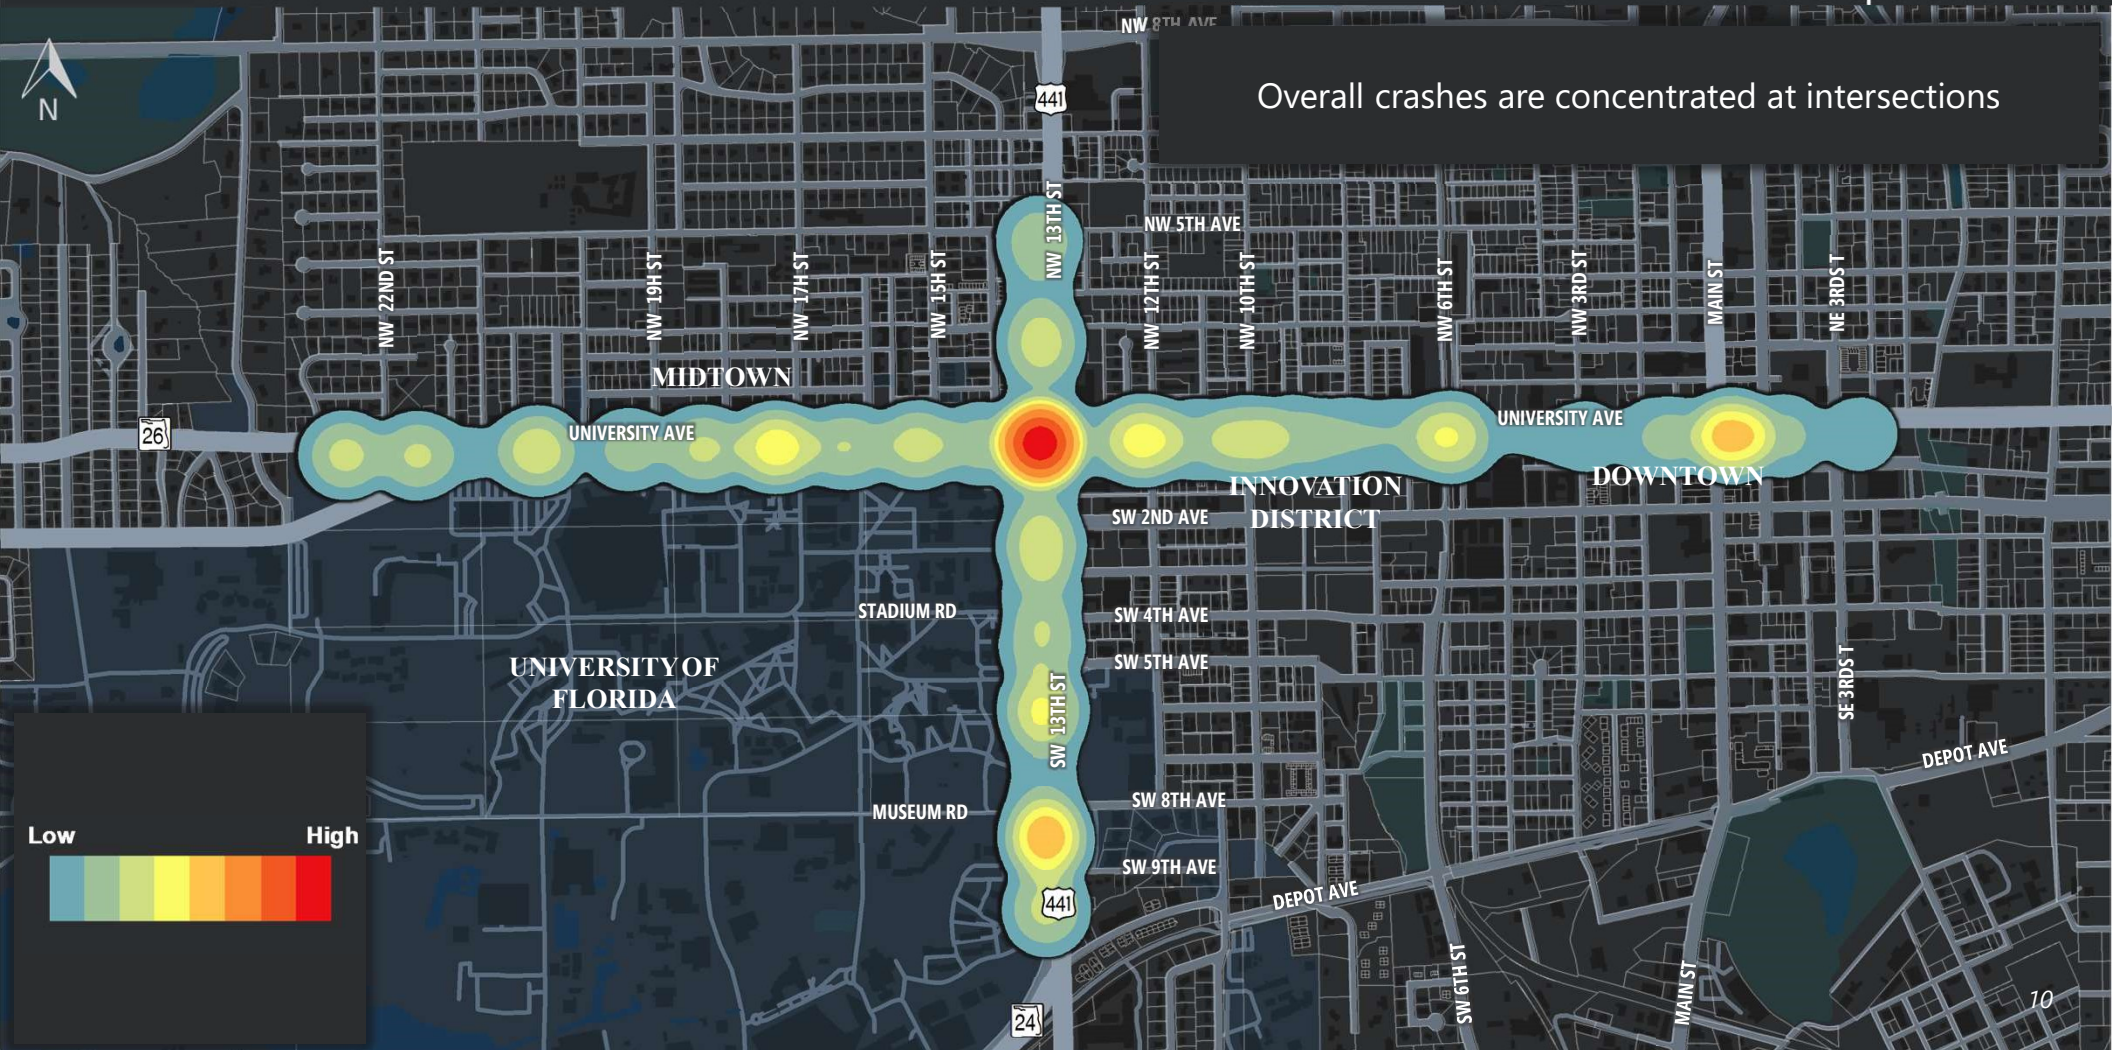 NW 8TH AVE
Overall crashes are concentrated at intersections
N
441
NW 13TH ST
NW 5TH AVE
NW 22ND ST
NW 19H ST
NW 17H ST
NW 15H ST
NW 12TH ST
NW 10TH ST
NW 6TH ST
NW 3RD ST
MAIN ST
NE 3RDS T
MIDTOWN
26
UNIVERSITY AVE
UNIVERSITY AVE
DOWNTOWN
INNOVATION
DISTRICT
SW 2ND AVE
STADIUM RD
SW 4TH AVE
SW 5TH AVE
UNIVERSITY OF
FLORIDA
SW 13TH ST
SE 3RDS T
DEPOT AVE
MUSEUM RD
SW 8TH AVE
Low High
SW 9TH AVE
DEPOT AVE
441
SW 6TH ST
MAIN ST
24
10